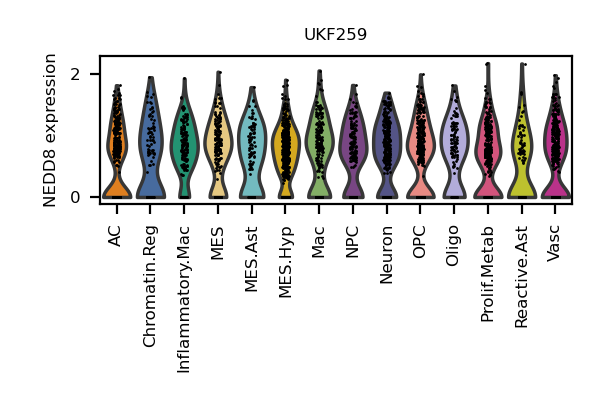 UKF259
NEDD8 expression
2
0
AC
Chromatin.Reg
Inflammatory.Mac
MES
MES.Ast
MES.Hyp
Mac
NPC
Neuron
OPC
Oligo
Prolif.Metab
Reactive.Ast
Vasc